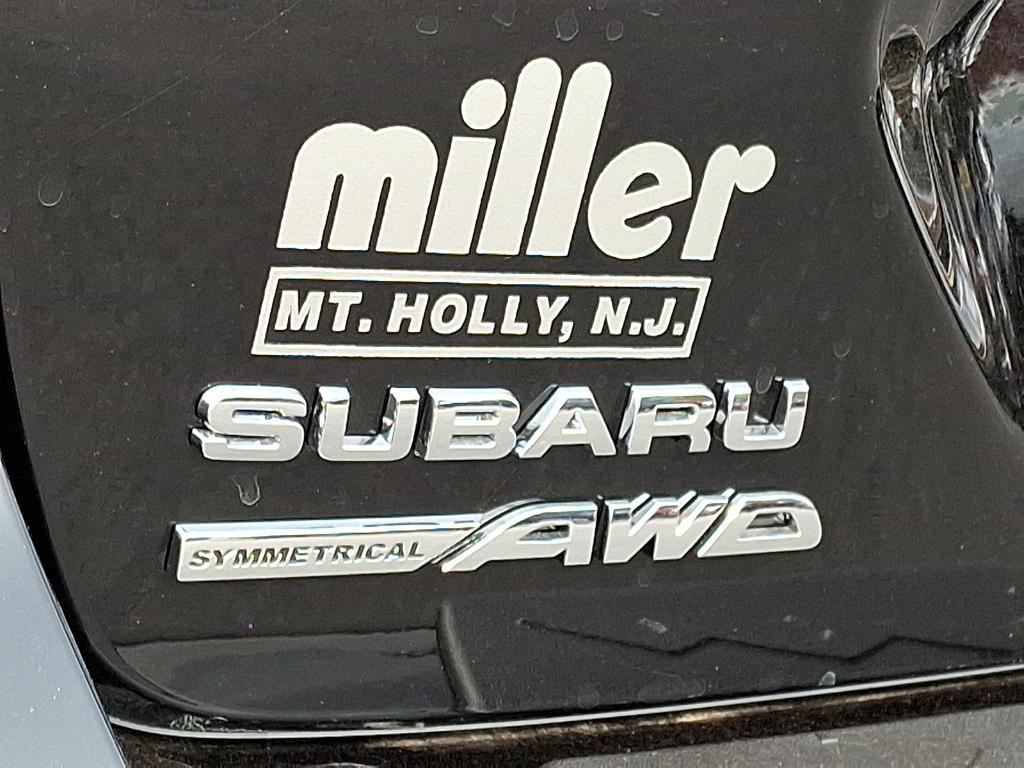 miller
MT. HOLLY, N.J.
SUBARU
SYMMETRICAL AWD